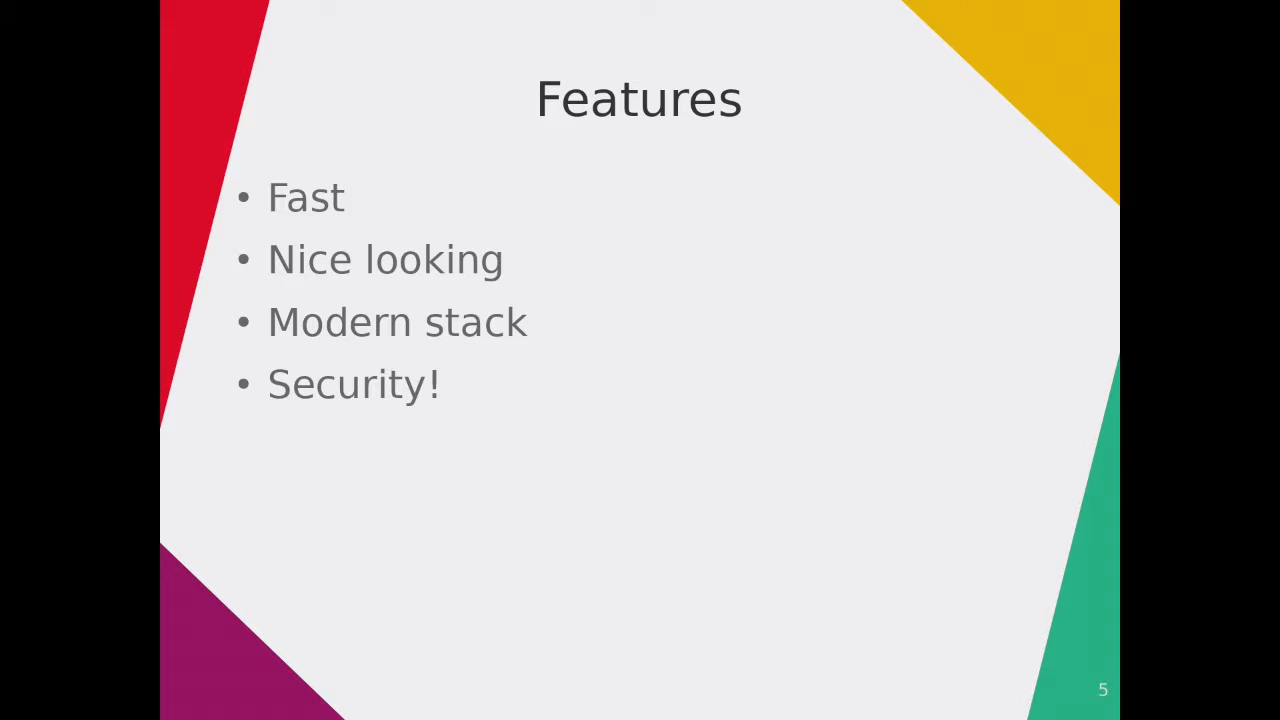 Features
• Fast
• Nice looking
• Modern stack
• Security!
5